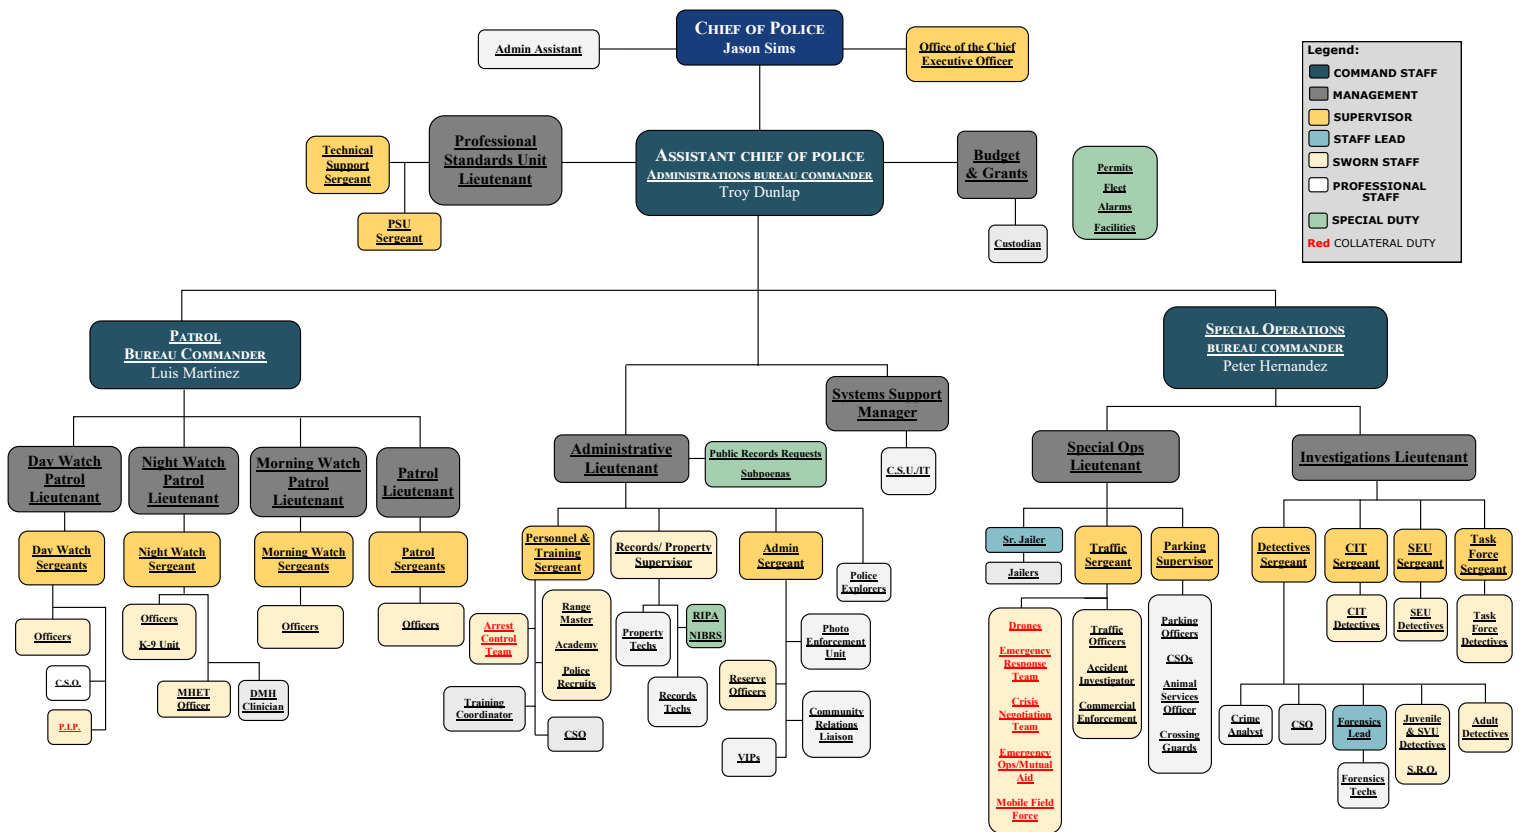 CHIEF OF POLICE
Jason Sims
Admin Assistant
Office of the Chief
Executive Officer
Legend:
COMMAND STAFF
MANAGEMENT
SUPERVISOR
STAFF LEAD
SWORN STAFF
PROFESSIONAL
STAFF
SPECIAL DUTY
Red COLLATERAL DUTY
Technical
Support
Sergeant
Professional
Standards Unit
Lieutenant
PSU
Sergeant
ASSISTANT CHIEF OF POLICE
ADMINISTRATIONS BUREAU COMMANDER
Troy Dunlap
Budget
& Grants
Custodian
Permits
Fleet
Alarms
Facilities
PATROL
BUREAU COMMANDER
Luis Martinez
SPECIAL OPERATIONS
BUREAU COMMANDER
Peter Hernandez
Day Watch
Patrol
Lieutenant
Night Watch
Patrol
Lieutenant
Morning Watch
Patrol
Lieutenant
Patrol
Lieutenant
Day Watch
Sergeants
Night Watch
Sergeant
Morning Watch
Sergeants
Patrol
Sergeants
Officers
C.S.O.
P.I.P.
Officers
K-9 Unit
MHET
Officer
DMH
Clinician
Officers
Officers
Administrative
Lieutenant
Public Records Requests
Subpoenas
Systems Support
Manager
C.S.U./IT
Personnel &
Training
Sergeant
Records/ Property
Supervisor
Admin
Sergeant
Police
Explorers
Arrest
Control
Team
Range
Master
Academy
Police
Recruits
Training
Coordinator
CSO
Property
Techs
RIPA
NIBRS
Records
Techs
Photo
Enforcement
Unit
Reserve
Officers
Community
Relations
Liaison
VIPs
Special Ops
Lieutenant
Investigations Lieutenant
Sr. Jailer
Jailers
Traffic
Sergeant
Parking
Supervisor
Drones
Emergency
Response
Team
Crisis
Negotiation
Team
Emergency
Ops/Mutual
Aid
Mobile Field
Force
Traffic
Officers
Accident
Investigator
Commercial
Enforcement
Parking
Officers
CSOs
Animal
Services
Officer
Crossing
Guards
Detectives
Sergeant
CIT
Sergeant
SEU
Sergeant
Task
Force
Sergeant
CIT
Detectives
SEU
Detectives
Task
Force
Detectives
Crime
Analyst
CSO
Forensics
Lead
Forensics
Techs
Juvenile
& SVU
Detectives
S.R.O.
Adult
Detectives